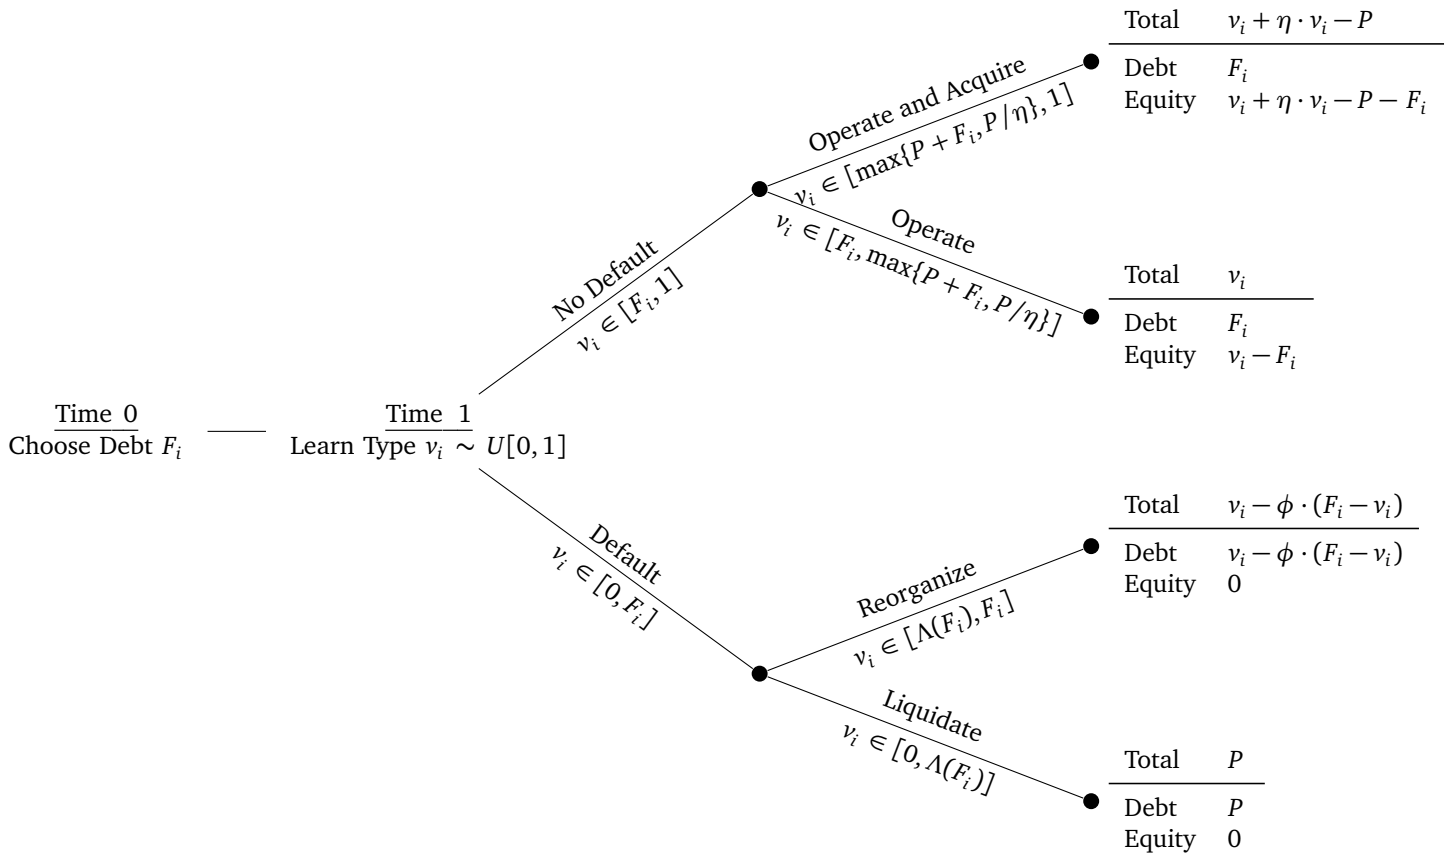 Time 0
Choose Debt F_i
Time 1
Learn Type v_i ∼ U[0, 1]
No Default
v_i ∈ [F_i, 1]
Default
v_i ∈ [0, F_i]
Operate and Acquire
v_i ∈ [max{P + F_i, P/η}, 1]
Operate
v_i ∈ [F_i, max{P + F_i, P/η}]
Reorganize
v_i ∈ [Λ(F_i), F_i]
Liquidate
v_i ∈ [0, Λ(F_i)]
Total v_i + η · v_i − P
Debt F_i
Equity v_i + η · v_i − P − F_i
Total v_i
Debt F_i
Equity v_i − F_i
Total v_i − ϕ · (F_i − v_i)
Debt v_i − ϕ · (F_i − v_i)
Equity 0
Total P
Debt P
Equity 0